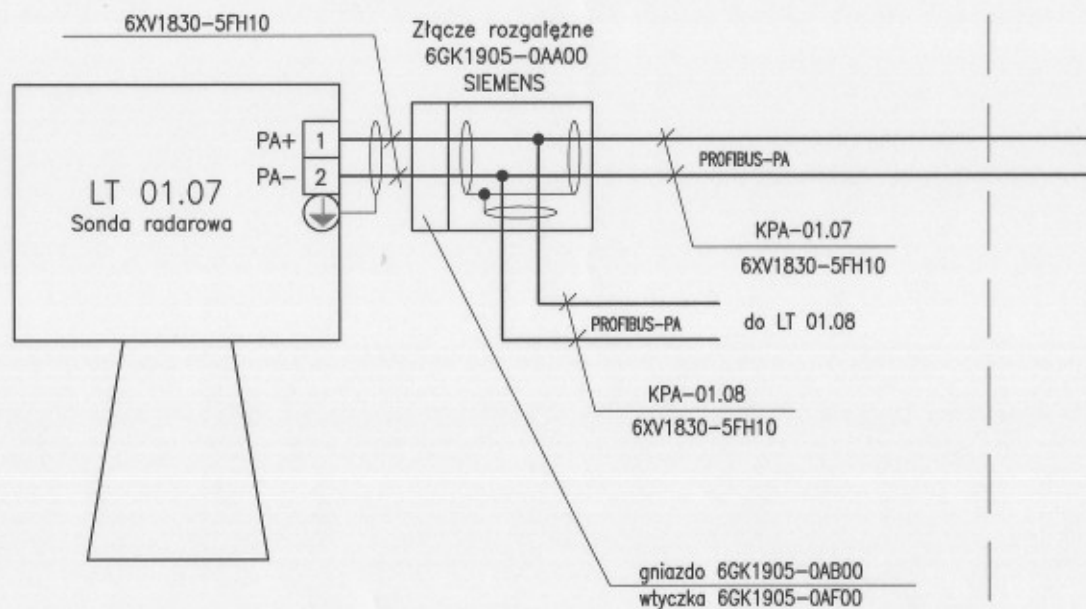 6XV1830-5FH10
Złącze rozgałęźne
6GK1905-0AA00
SIEMENS
PA+ 1
PA- 2
LT 01.07
Sonda radarowa
PROFIBUS-PA
KPA-01.07
6XV1830-5FH10
PROFIBUS-PA
do LT 01.08
KPA-01.08
6XV1830-5FH10
gniazdo 6GK1905-0AB00
wtyczka 6GK1905-0AF00